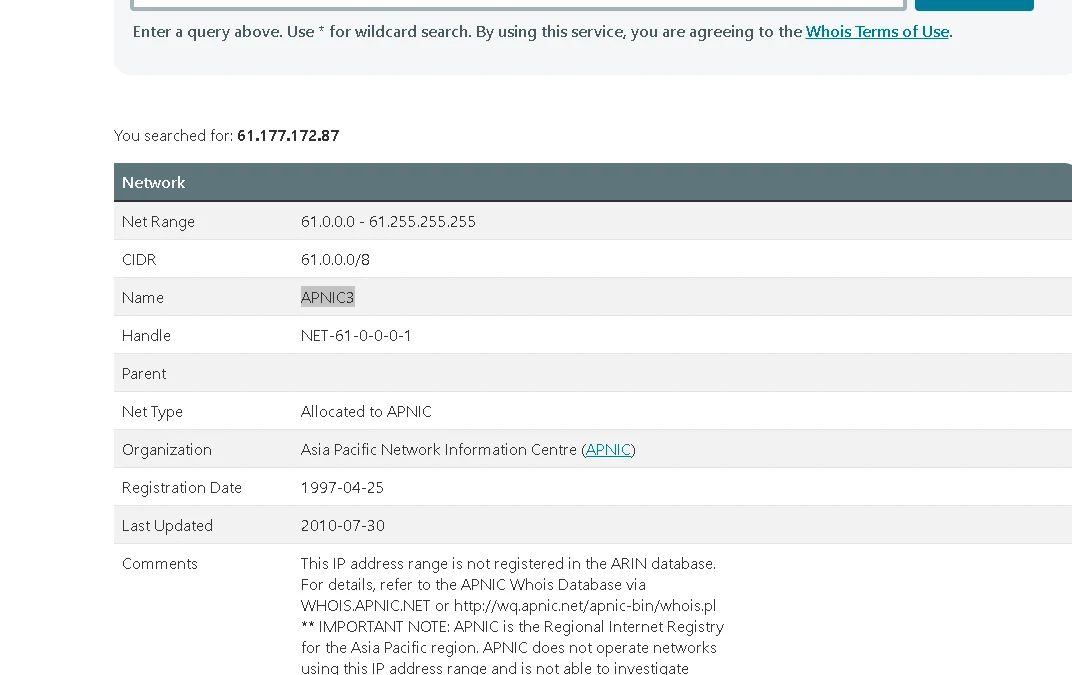 Enter a query above. Use * for wildcard search. By using this service, you are agreeing to the Whois Terms of Use.
You searched for: 61.177.172.87
Network
Net Range 61.0.0.0 - 61.255.255.255
CIDR 61.0.0.0/8
Name APNIC3
Handle NET-61-0-0-0-1
Parent
Net Type Allocated to APNIC
Organization Asia Pacific Network Information Centre (APNIC)
Registration Date 1997-04-25
Last Updated 2010-07-30
Comments This IP address range is not registered in the ARIN database.
For details, refer to the APNIC Whois Database via
WHOIS.APNIC.NET or http://wq.apnic.net/apnic-bin/whois.pl
** IMPORTANT NOTE: APNIC is the Regional Internet Registry
for the Asia Pacific region. APNIC does not operate networks
using this IP address range and is not able to investigate